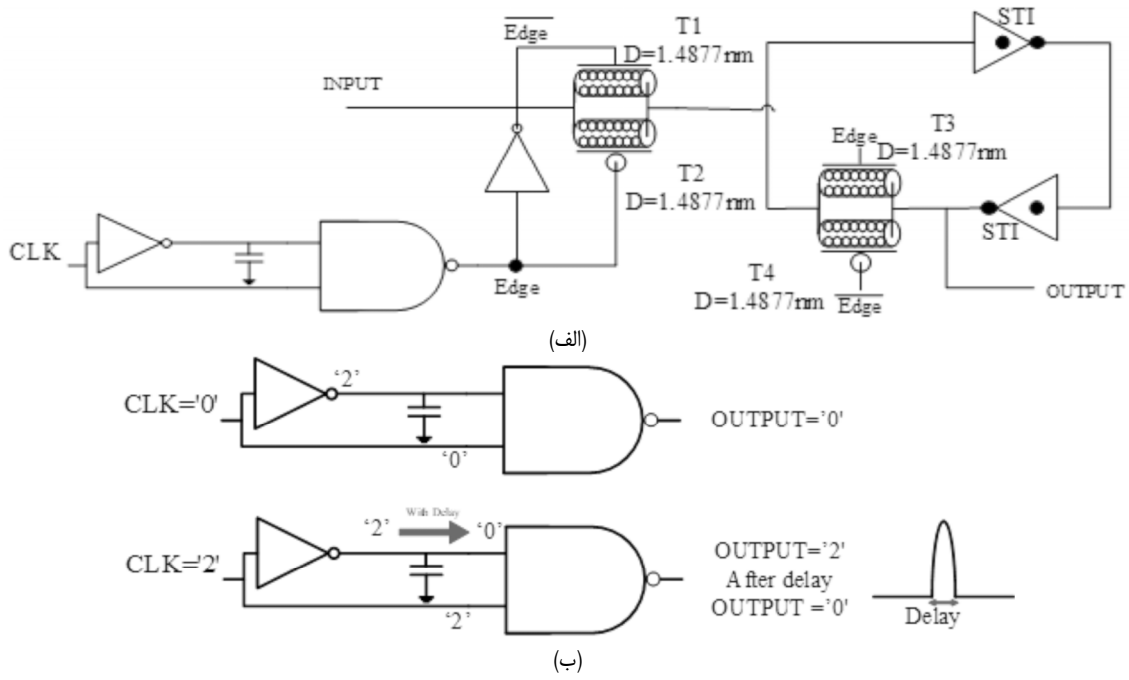 STI
Edge
T1
D=1.4877nm
INPUT
Edge
T3
D=1.4877nm
T2
D=1.4877nm
STI
CLK
Edge
T4
D=1.4877nm
Edge
OUTPUT
(الف)
CLK='0'
‘2’
‘0’
OUTPUT='0'
CLK='2'
‘2’
With Delay
‘0’
‘2’
OUTPUT='2'
After delay
OUTPUT ='0'
Delay
(ب)